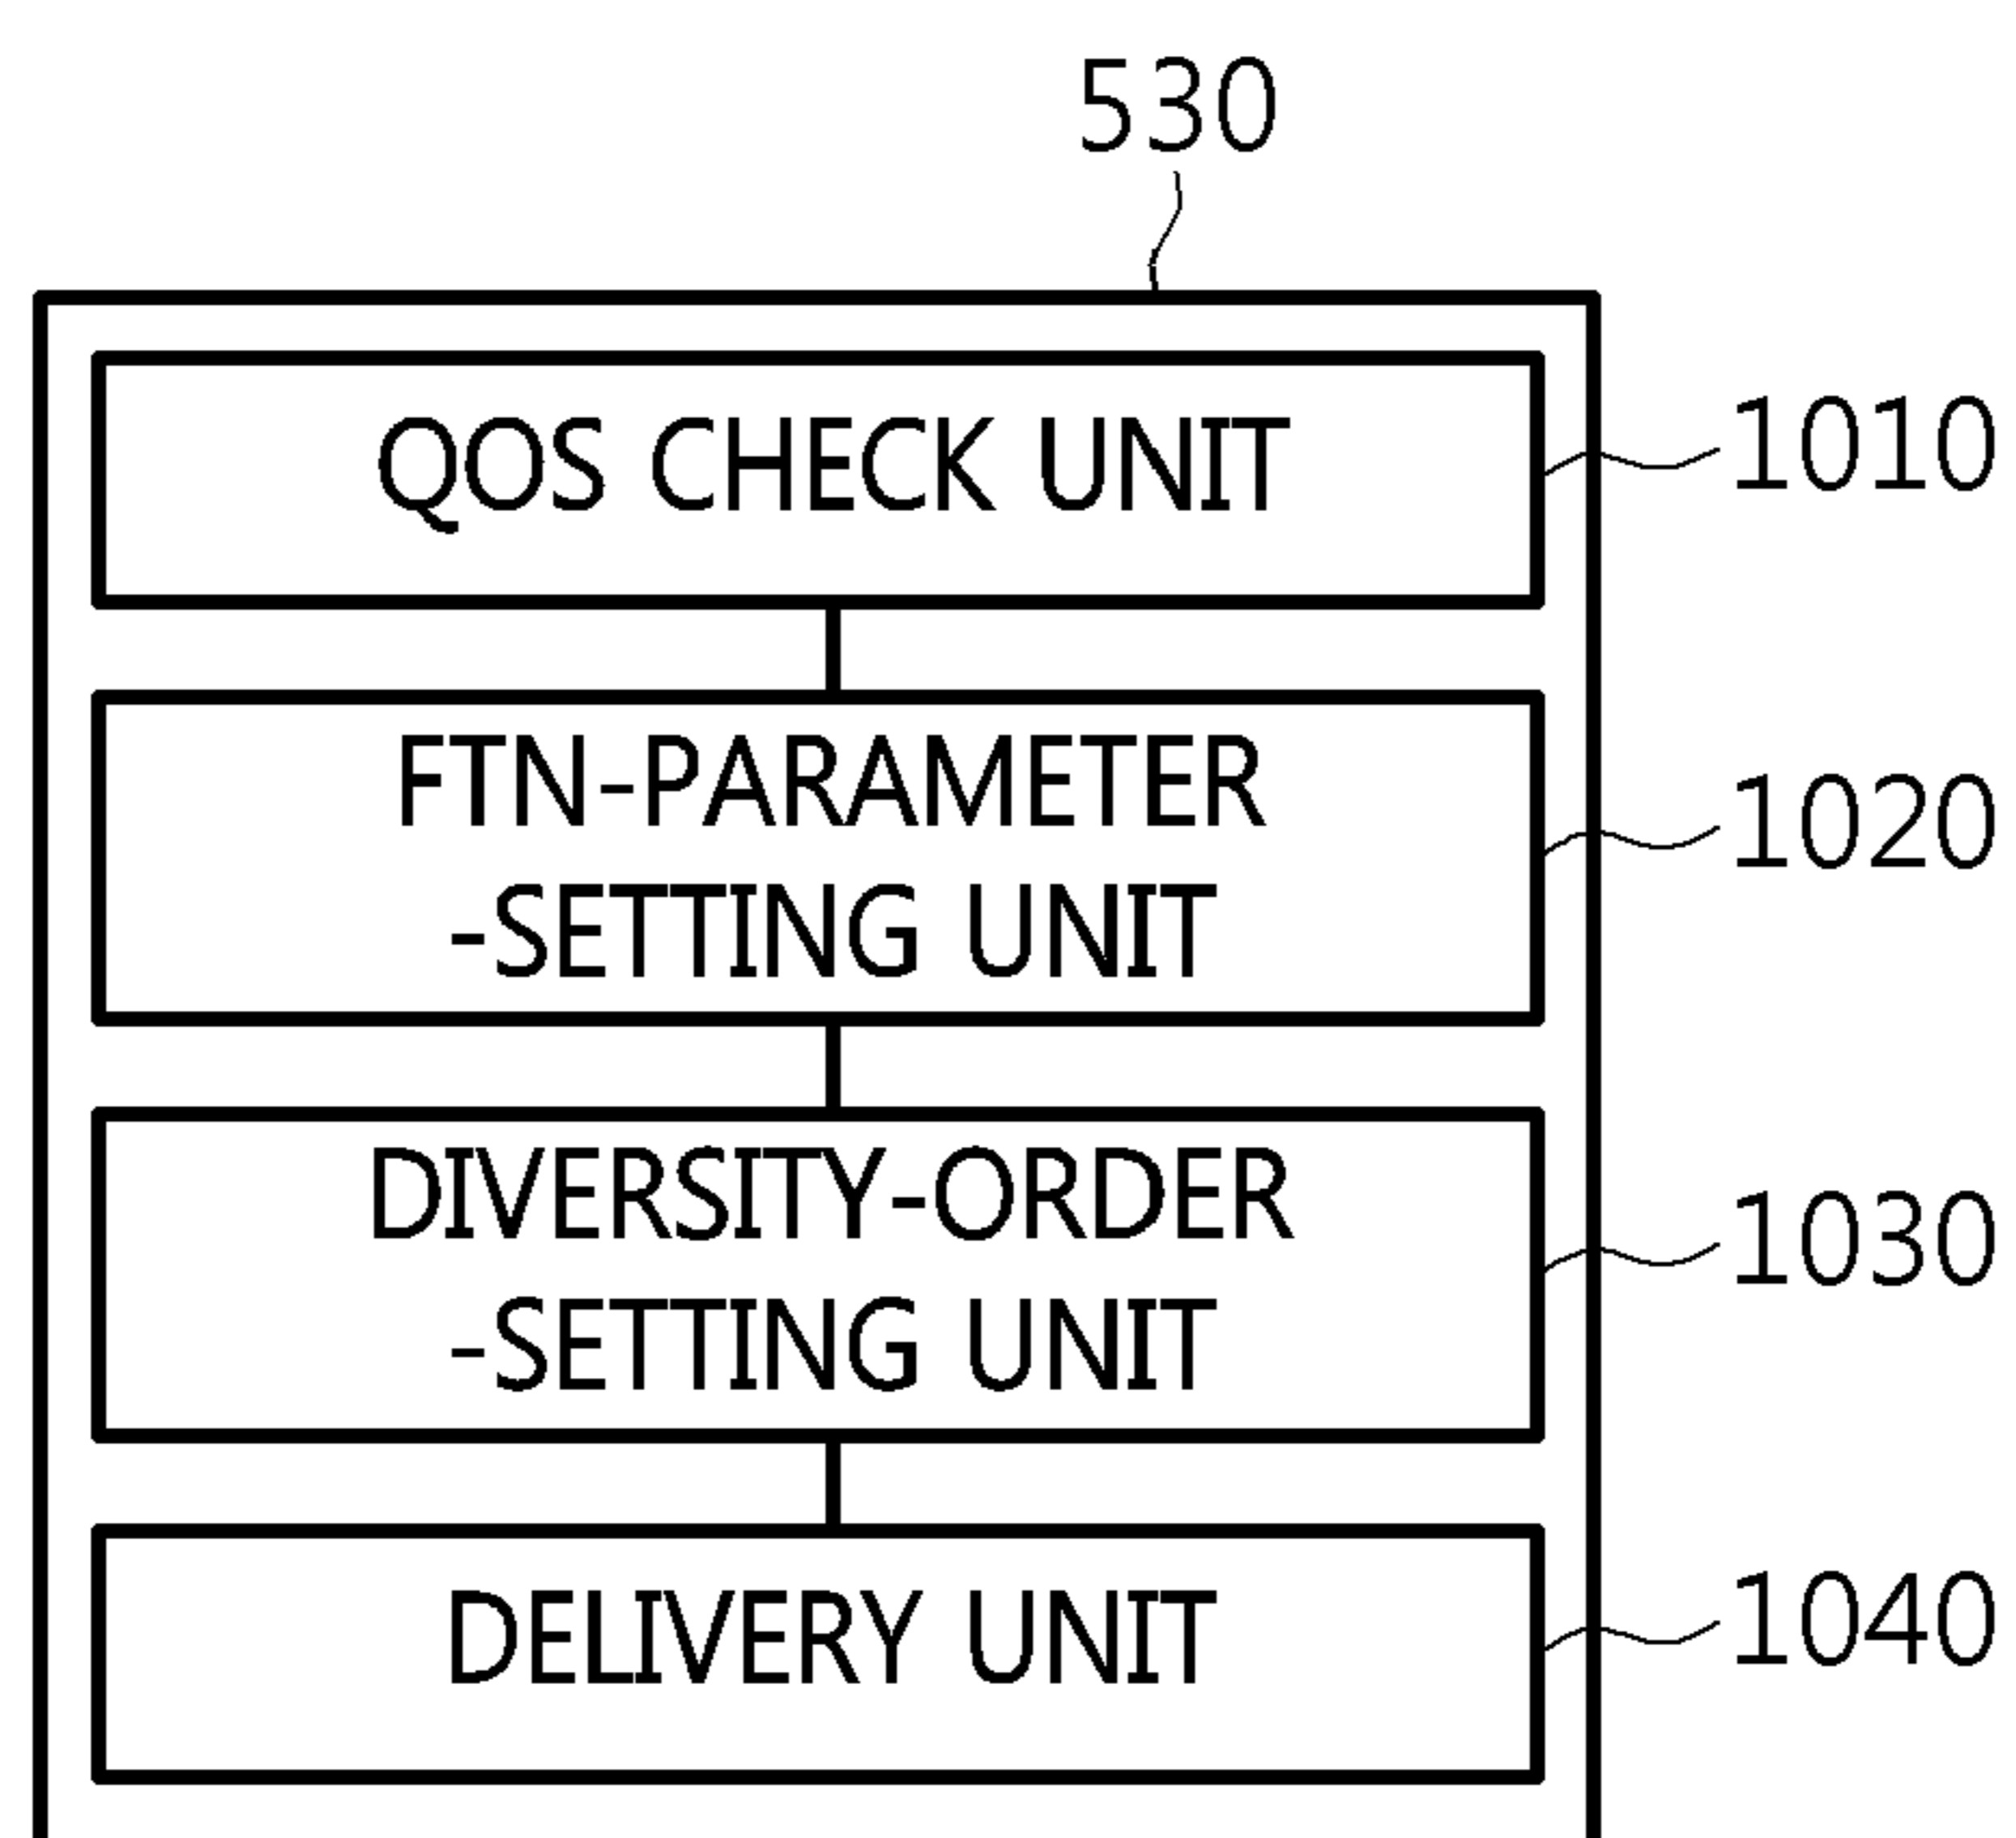 530
QOS CHECK UNIT
1010
FTN-PARAMETER
-SETTING UNIT
1020
DIVERSITY-ORDER
-SETTING UNIT
1030
DELIVERY UNIT
1040